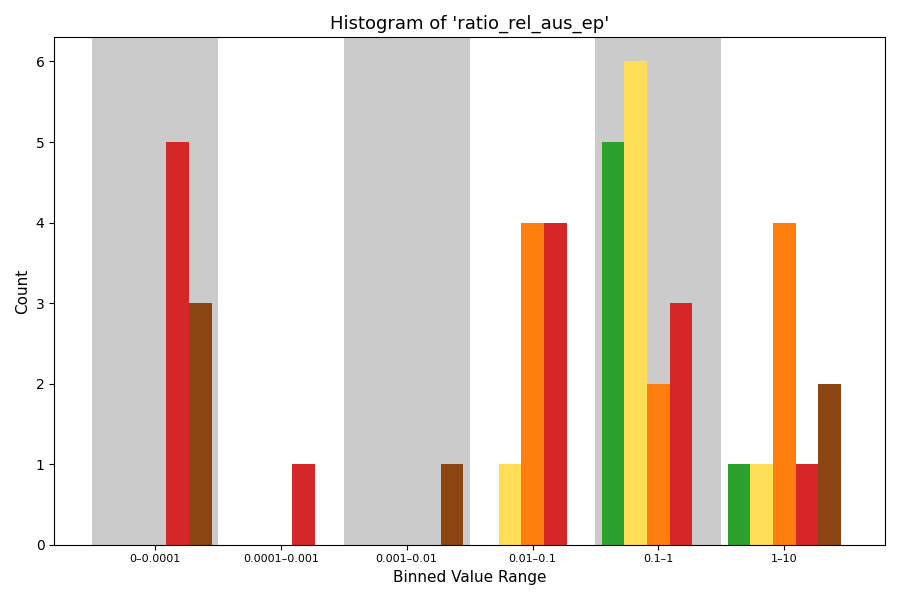 Histogram of 'ratio_rel_aus_ep'
Count
6
5
4
3
2
1
0
0–0.0001 0.0001–0.001 0.001–0.01 0.01–0.1 0.1–1 1–10
Binned Value Range